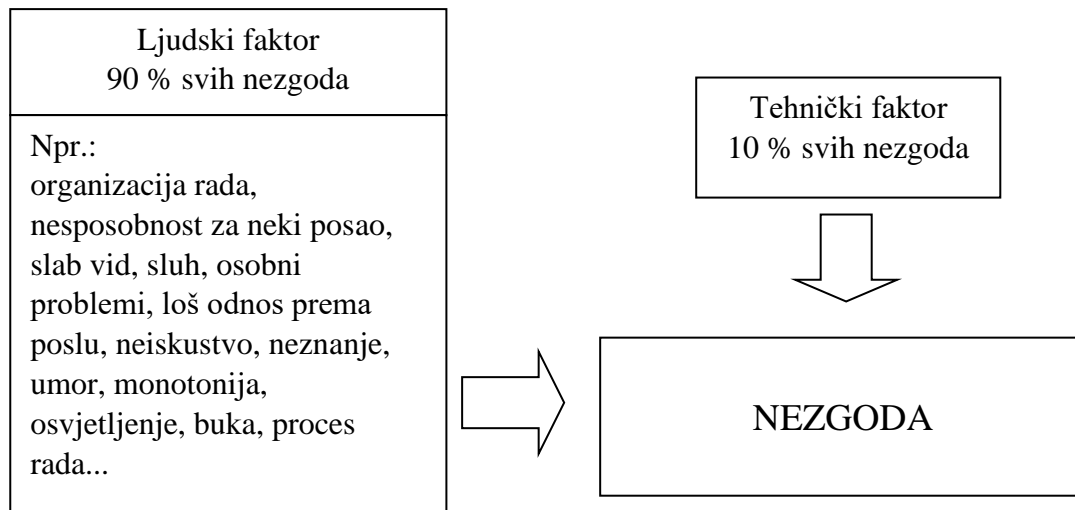 Ljudski faktor
90 % svih nezgoda
Npr.:
organizacija rada,
nesposobnost za neki posao,
slab vid, sluh, osobni
problemi, loš odnos prema
poslu, neiskustvo, neznanje,
umor, monotonija,
osvjetljenje, buka, proces
rada...
Tehnički faktor
10 % svih nezgoda
NEZGODA